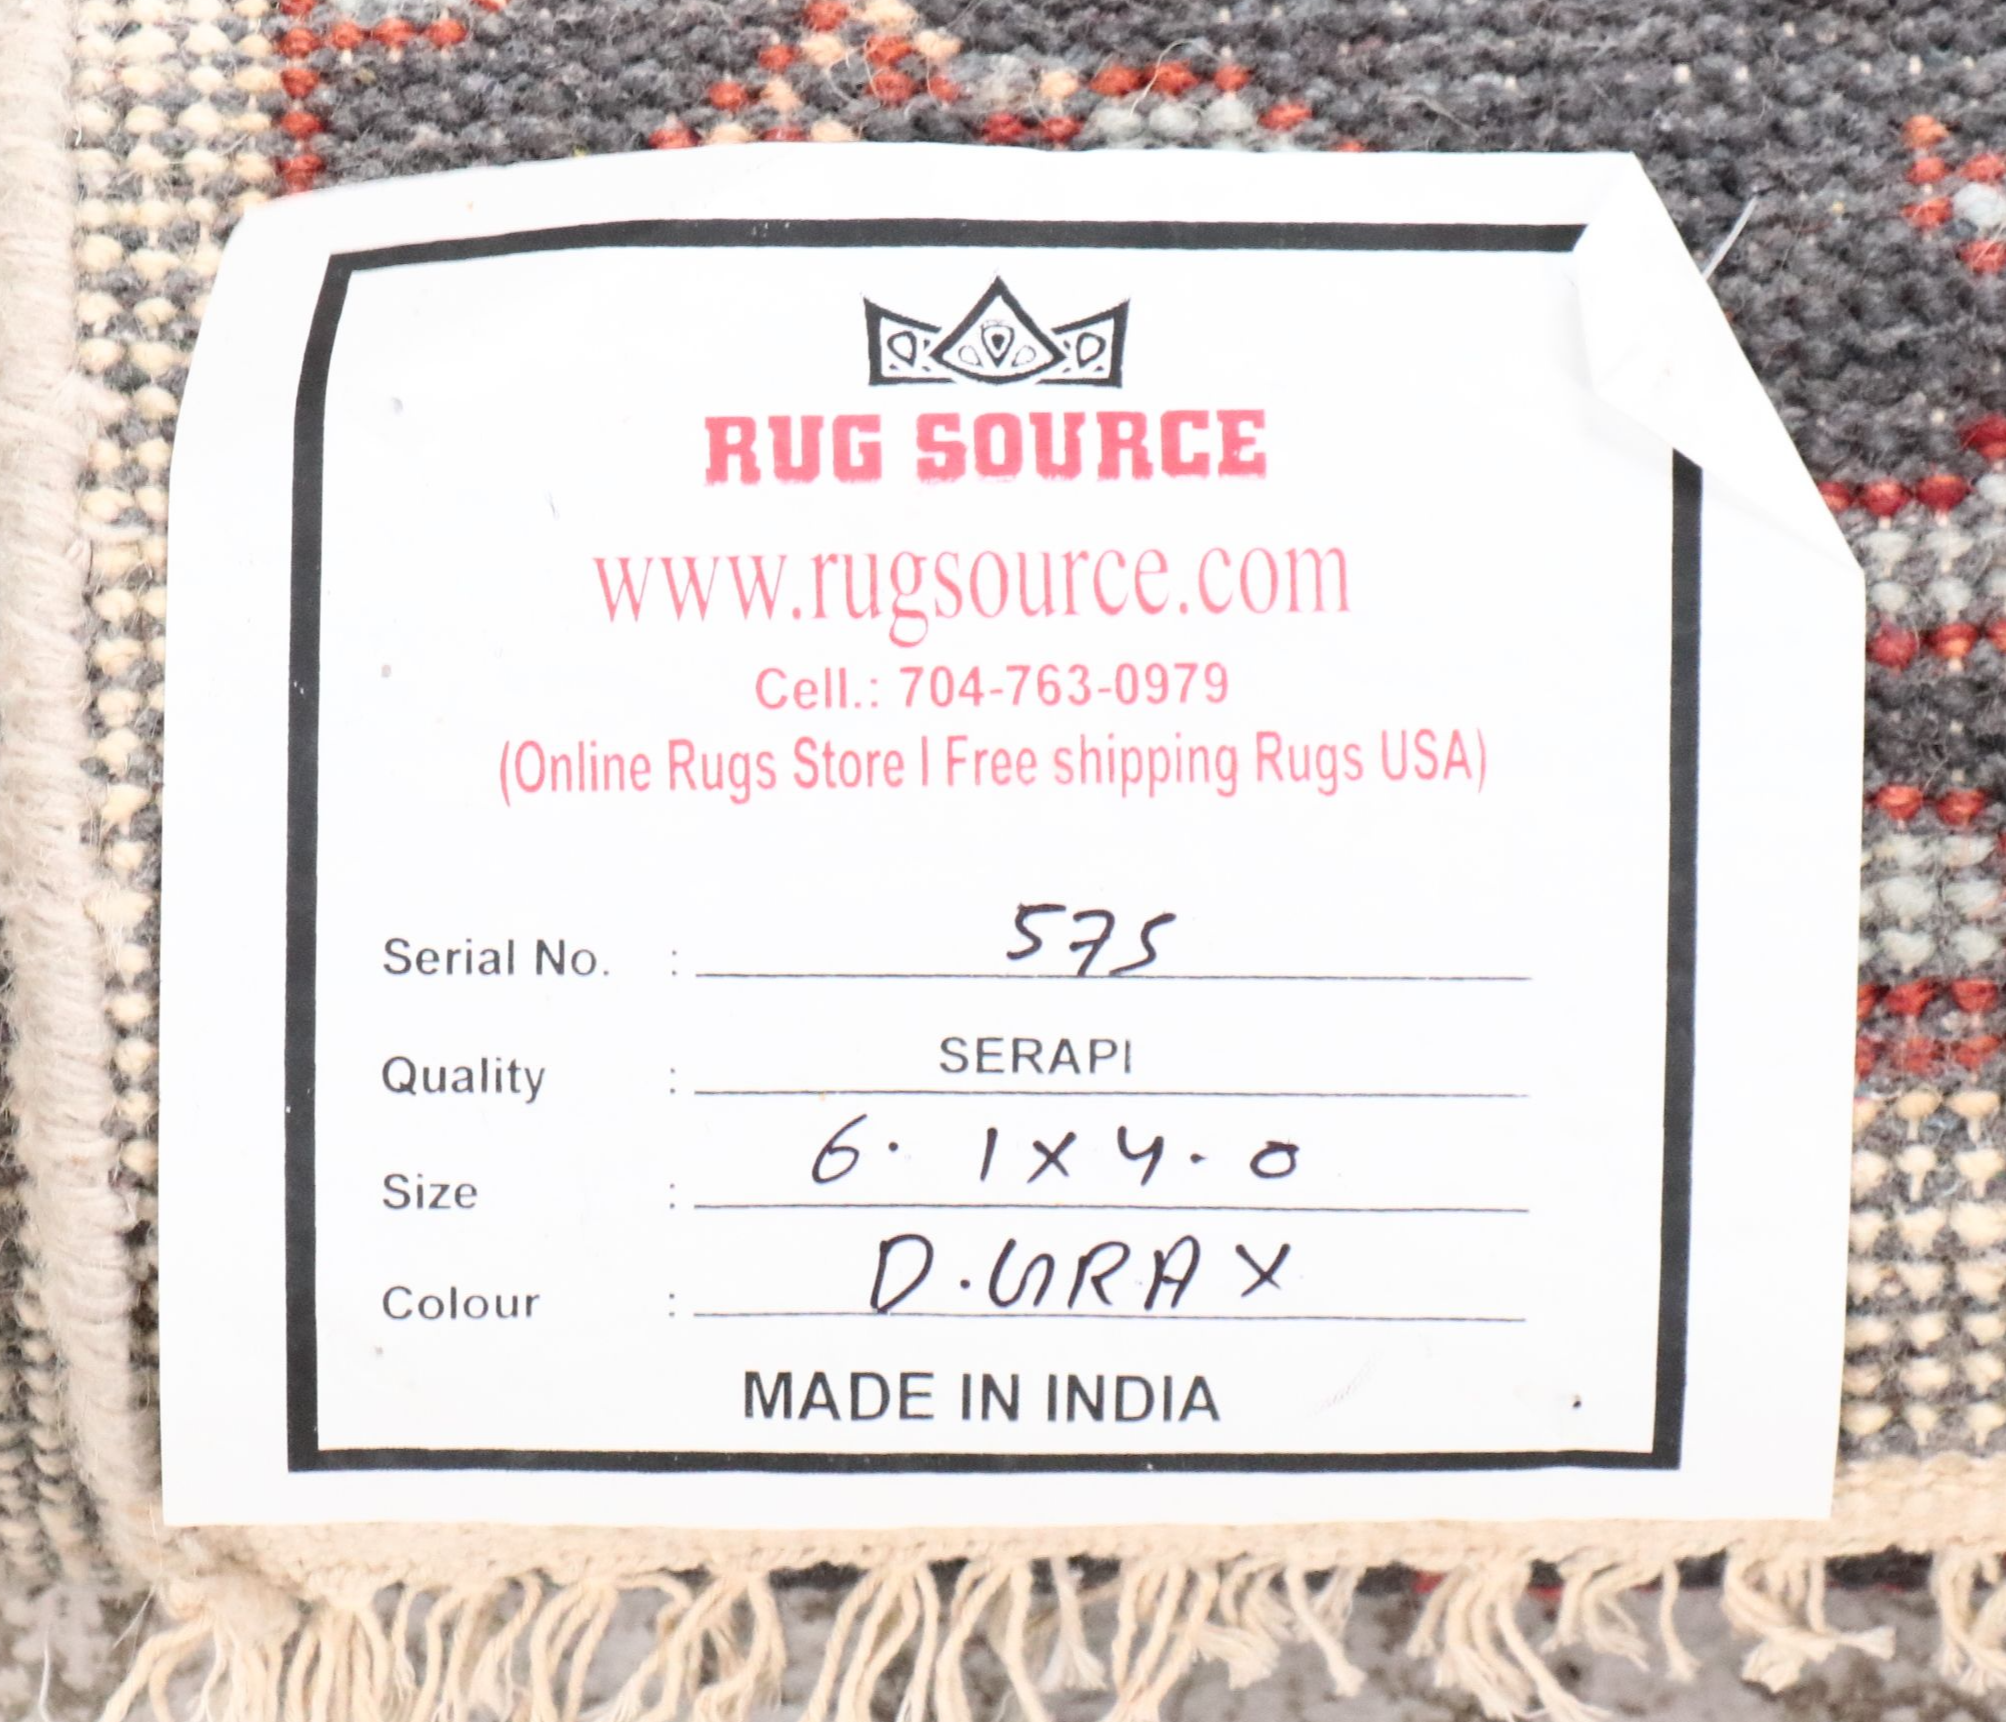 RUG SOURCE
www.rugsource.com
Cell.: 704-763-0979
(Online Rugs Store I Free shipping Rugs USA)
Serial No. : 575
Quality : SERAPI
Size : 6. 1x4.0
Colour : D.GRAY
MADE IN INDIA